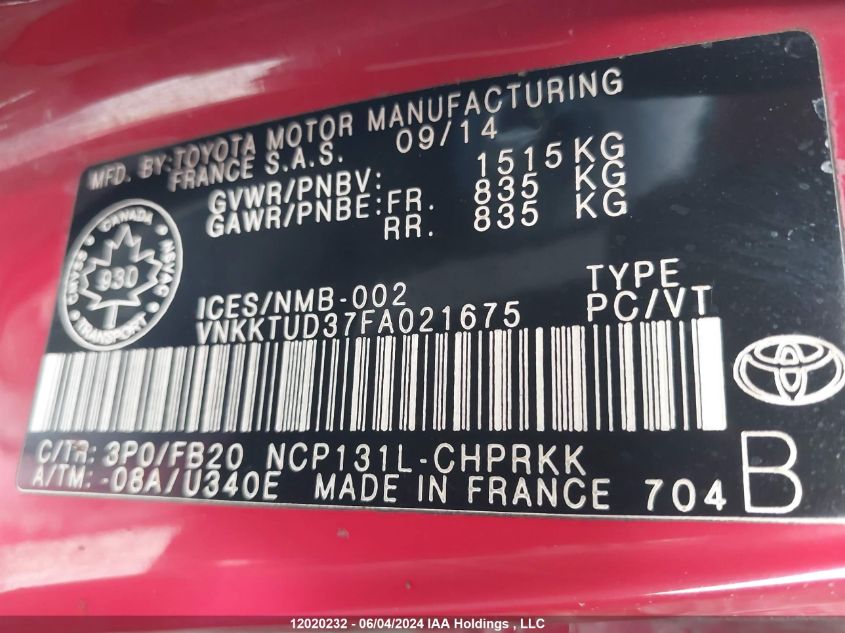 MFD. BY:TOYOTA MOTOR MANUFACTURING
FRANCE S.A.S. 09/14
GVWR/PNBV: 1515 KG
GAWR/PNBE: FR. 835 KG
RR. 835 KG
CANADA
930
TRANSPORT
NSVAC
ICES/NMB-002
VNKKTUD37FA021675
TYPE
PC/VT
C/TR: 3P0/FB20 NCP131L-CHPRKK
A/TM: -08A/U340E MADE IN FRANCE 704 B
12020232 - 06/04/2024 IAA Holdings , LLC